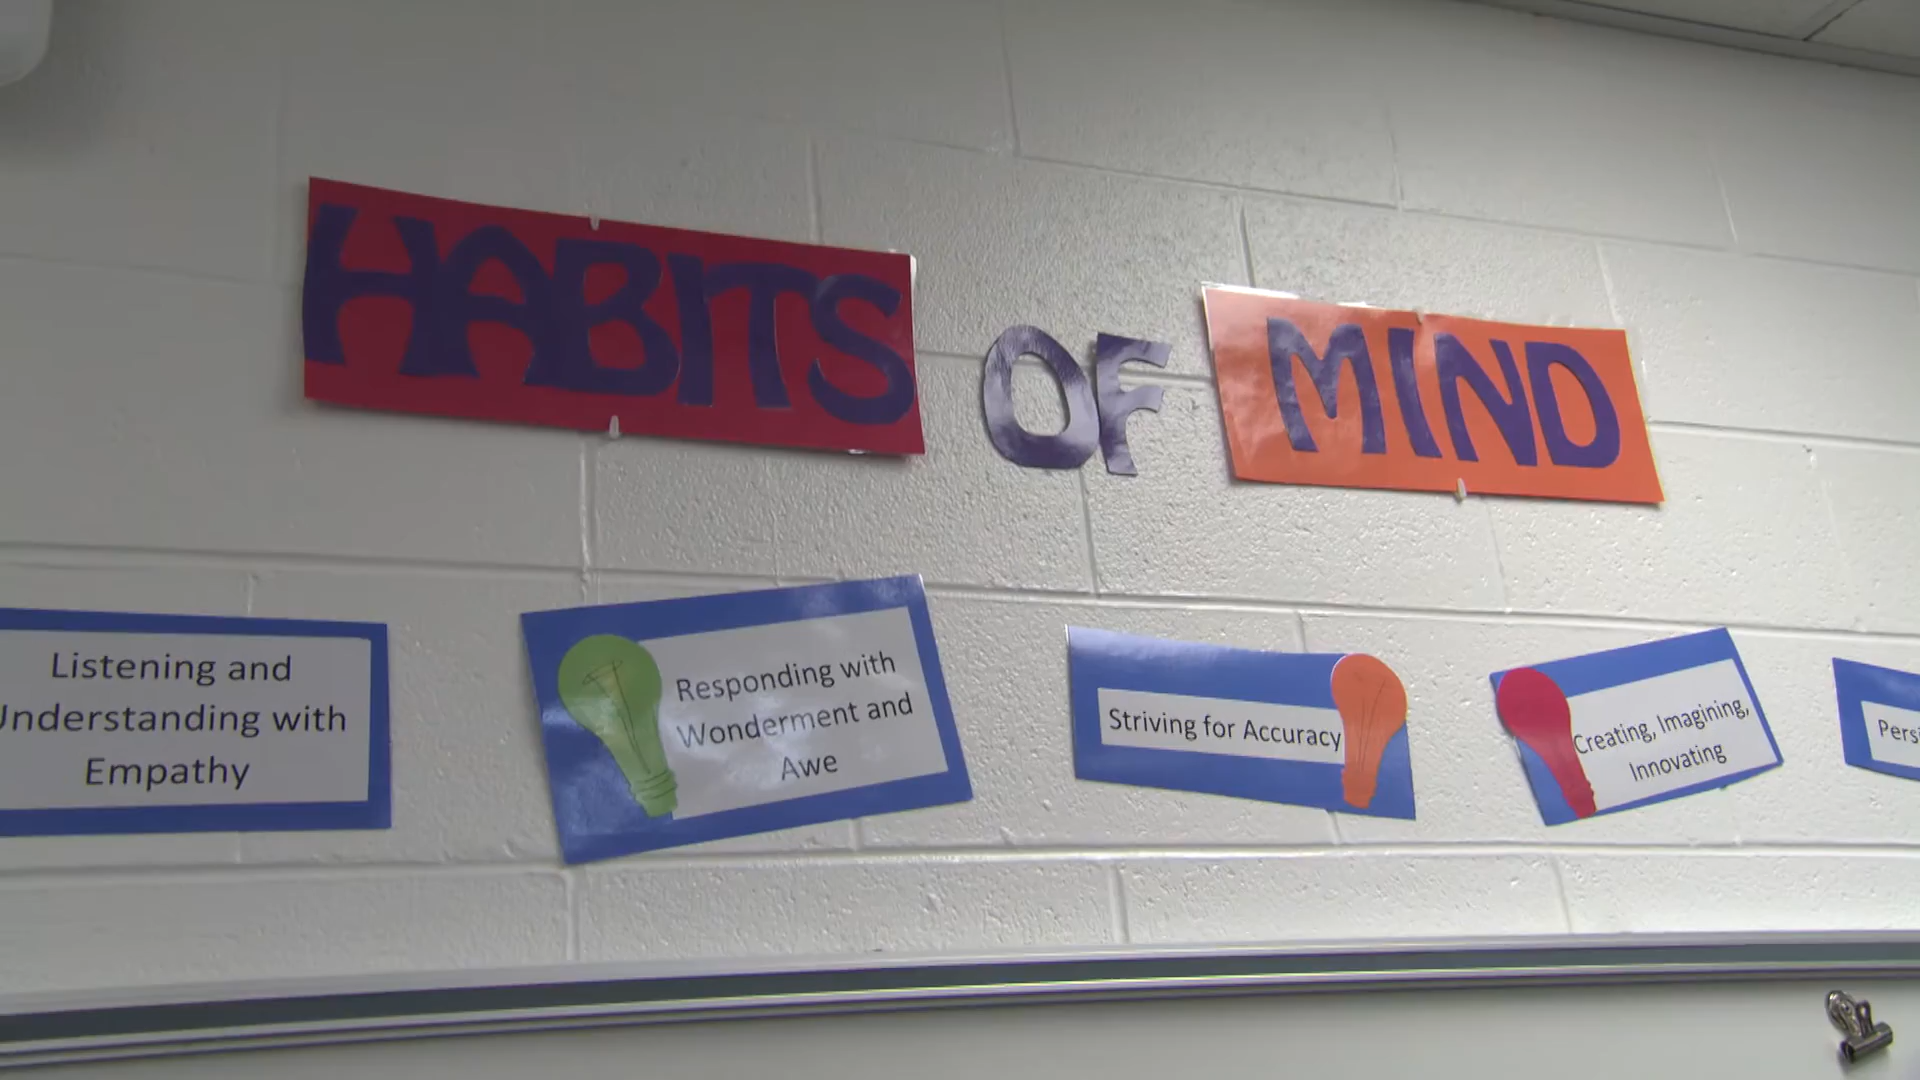 HABITS OF MIND
Listening and
Understanding with
Empathy
Responding with
Wonderment and
Awe
Striving for Accuracy
Creating, Imagining,
Innovating